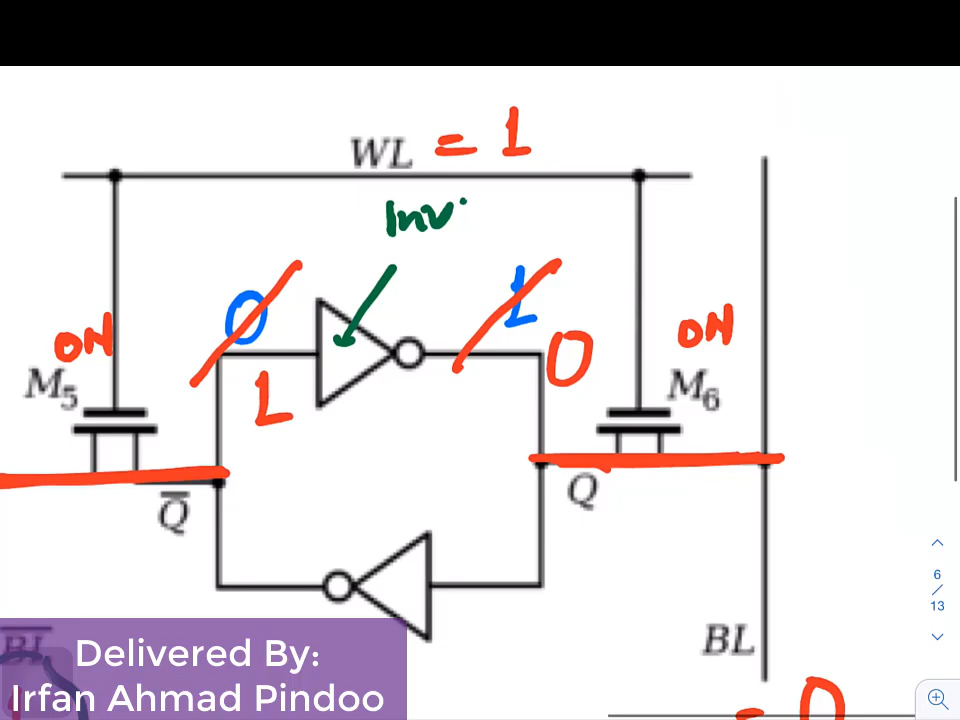 WL = 1
Inv.
0
1
ON
1
0
ON
M5
M6
Q̅
Q
6
/
13
B̅L̅
BL
Delivered By:
Irfan Ahmad Pindoo
= 0